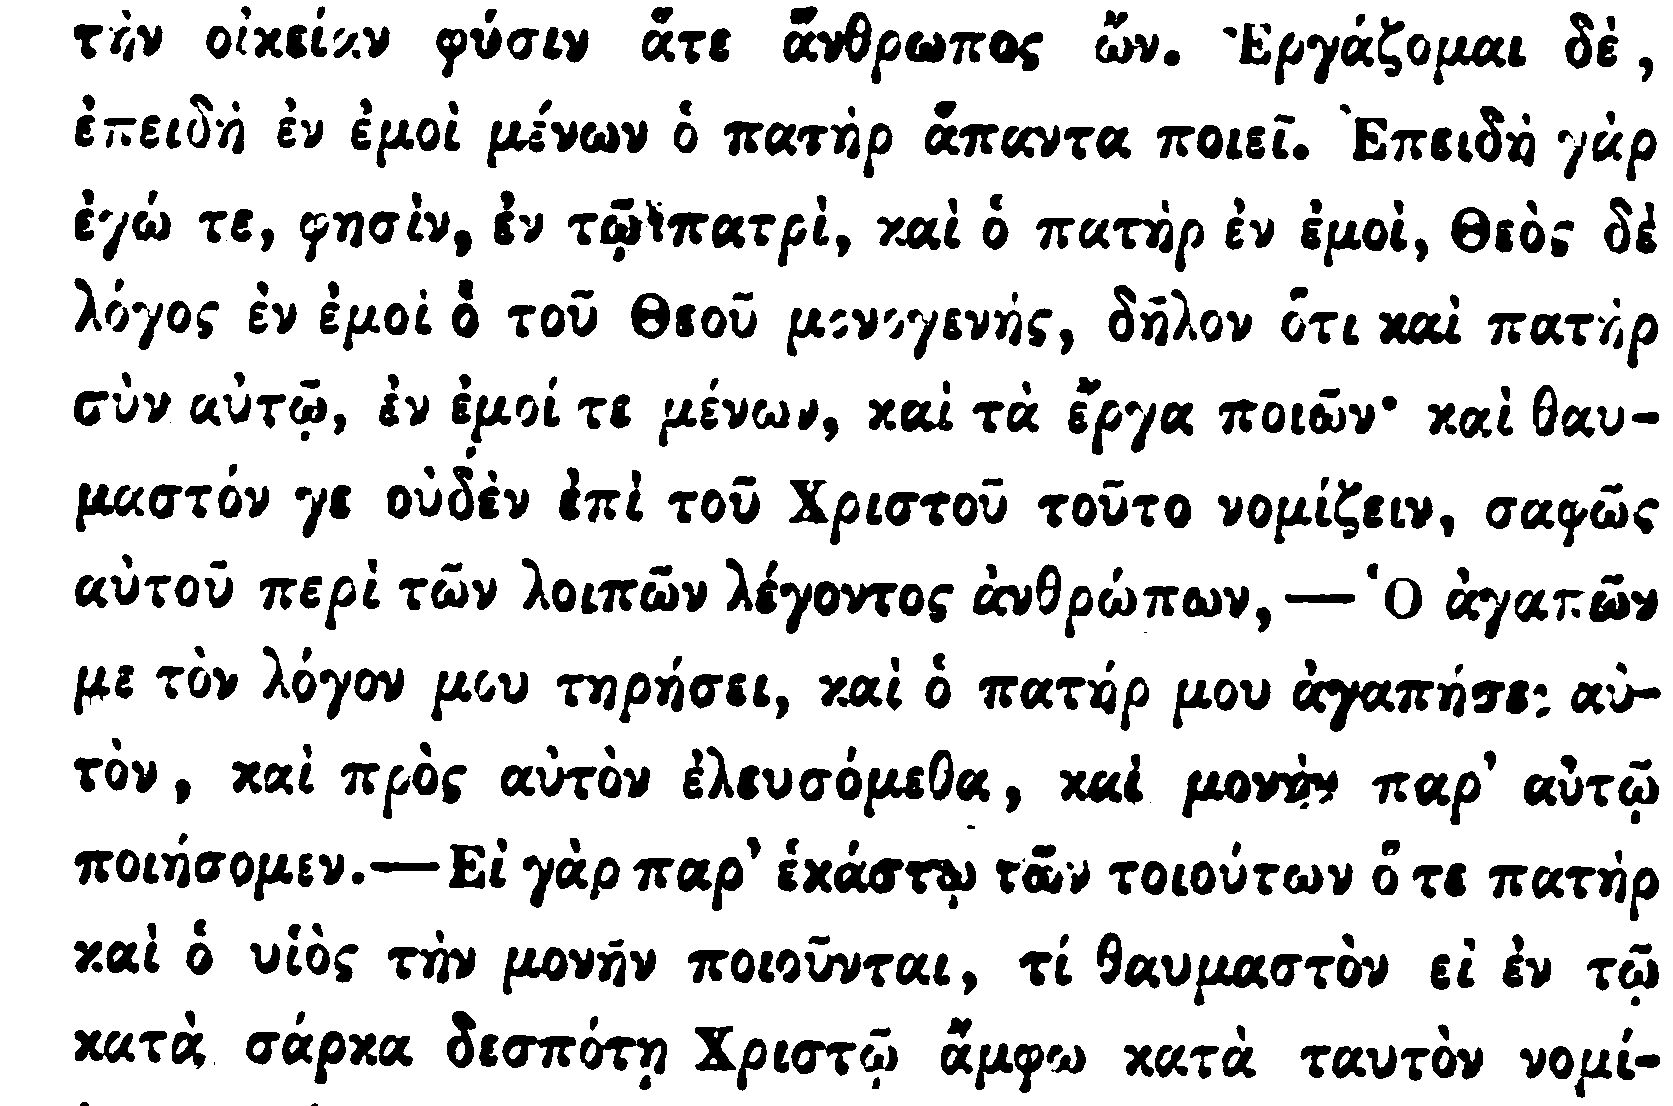 τὴν οἰκείαν φύσιν ἅτε ἄνθρωπος ὤν. Ἐργάζομαι δὲ,
ἐπειδὴ ἐν ἐμοὶ μένων ὁ πατὴρ ἅπαντα ποιεῖ. Ἐπειδὴ γὰρ
ἐγώ τε, φησὶν, ἐν τῷ πατρὶ, καὶ ὁ πατὴρ ἐν ἐμοὶ, Θεὸς δὲ
λόγος ἐν ἐμοὶ ὁ τοῦ Θεοῦ μονογενής, δῆλον ὅτι καὶ πατὴρ
σὺν αὐτῷ, ἐν ἐμοί τε μένων, καὶ τὰ ἔργα ποιῶν· καὶ θαυ-
μαστόν γε οὐδὲν ἐπὶ τοῦ Χριστοῦ τοῦτο νομίζειν, σαφῶς
αὐτοῦ περὶ τῶν λοιπῶν λέγοντος ἀνθρώπων,— Ὁ ἀγαπῶν
με τὸν λόγον μου τηρήσει, καὶ ὁ πατήρ μου ἀγαπήσει αὐ-
τὸν, καὶ πρὸς αὐτὸν ἐλευσόμεθα, καὶ μονὴν παρ' αὐτῷ
ποιήσομεν.—Εἰ γὰρ παρ' ἑκάστῳ τῶν τοιούτων ὅ τε πατὴρ
καὶ ὁ υἱὸς τὴν μονῆν ποιοῦνται, τί θαυμαστὸν εἰ ἐν τῷ
κατὰ σάρκα δεσπότῃ Χριστῷ ἄμφω κατὰ ταυτὸν νομί-